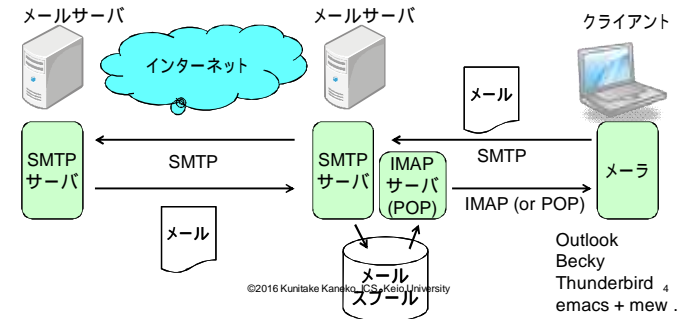 メールサーバ
メールサーバ
クライアント
インターネット
メール
SMTP
サーバ
SMTP
SMTP
サーバ
IMAP
サーバ
(POP)
SMTP
IMAP (or POP)
メーラ
メール
メール
スプール
Outlook
Becky
Thunderbird
emacs + mew .
©2016 Kunitake Kaneko, ICS, Keio University
4